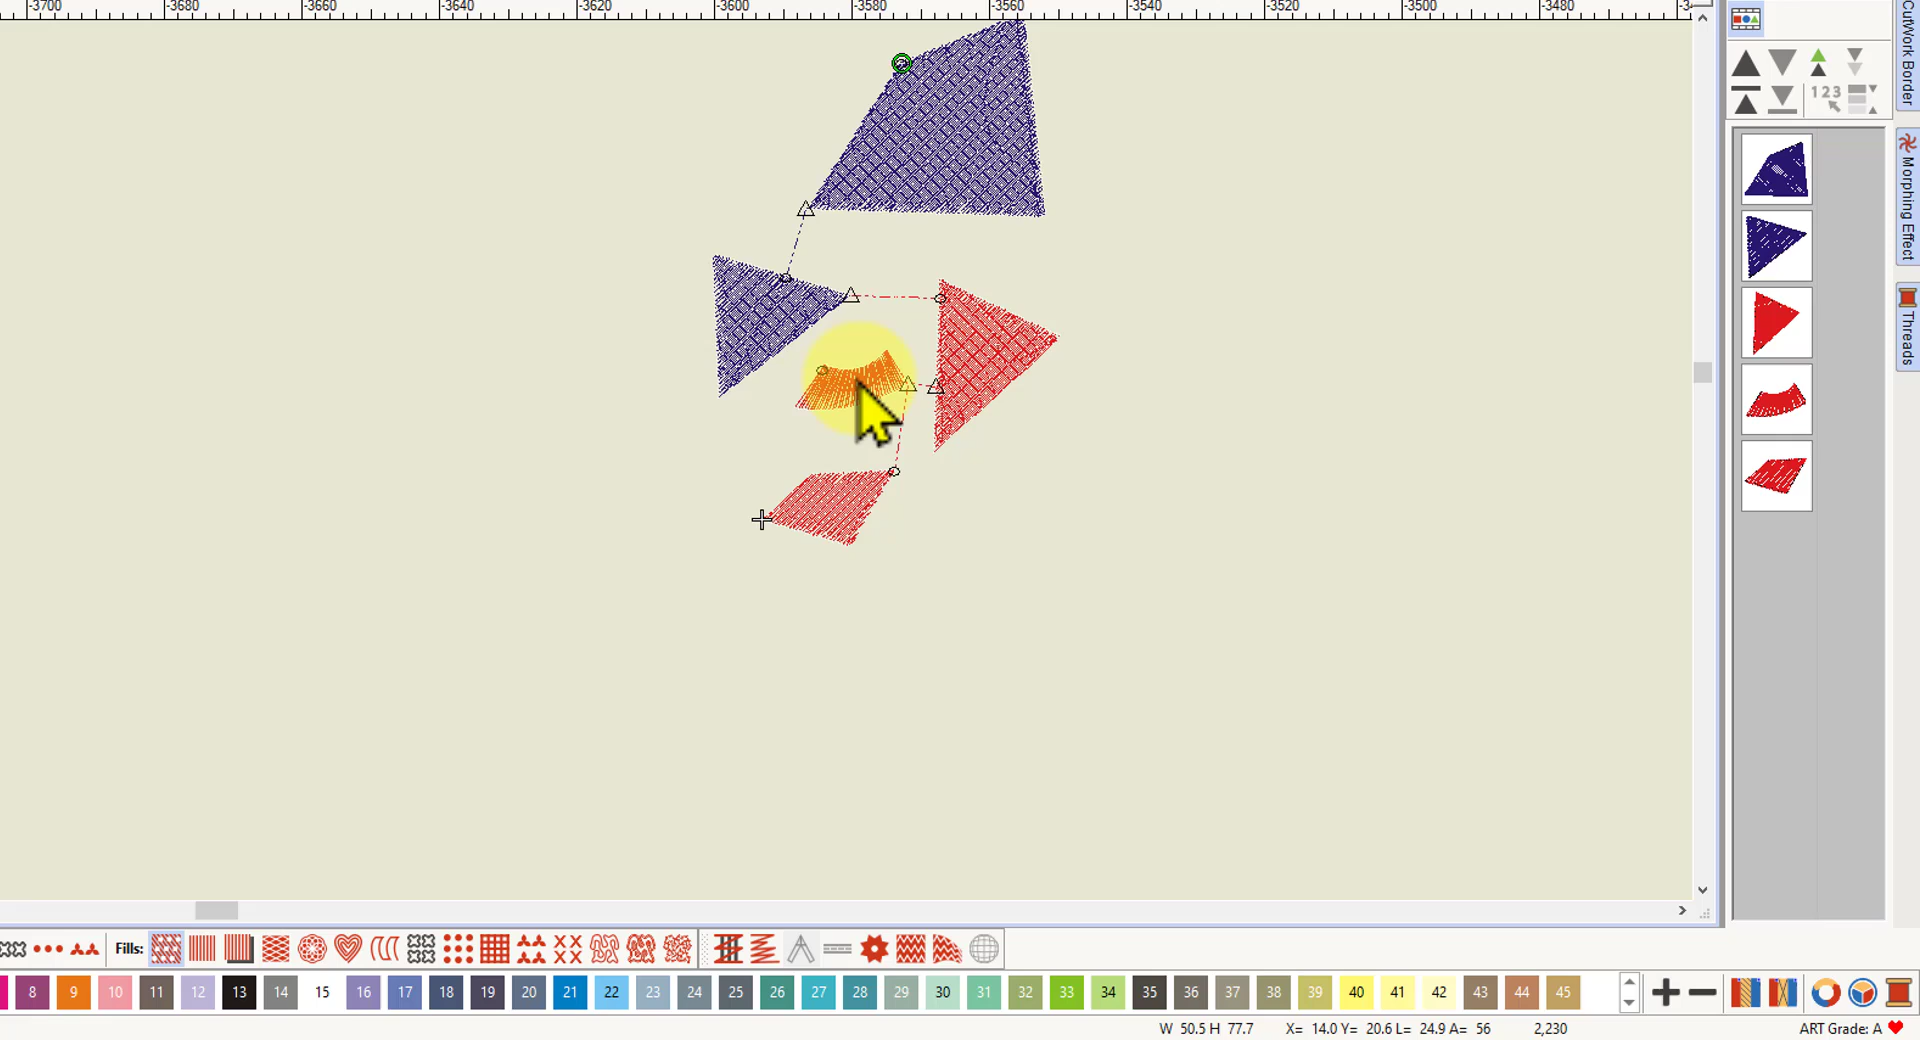 -3700 -3680 -3660 -3640 -3620 -3600 -3580 -3560 -3540 -3520 -3500 -3480
CutWork Border
1 2 3
Morphing Effect
Threads
Fills:
8 9 10 11 12 13 14 15 16 17 18 19 20 21 22 23 24 25 26 27 28 29 30 31 32 33 34 35 36 37 38 39 40 41 42 43 44 45
W 50.5 H 77.7 X= 14.0 Y= 20.6 L= 24.9 A= 56 2,230 ART Grade: A